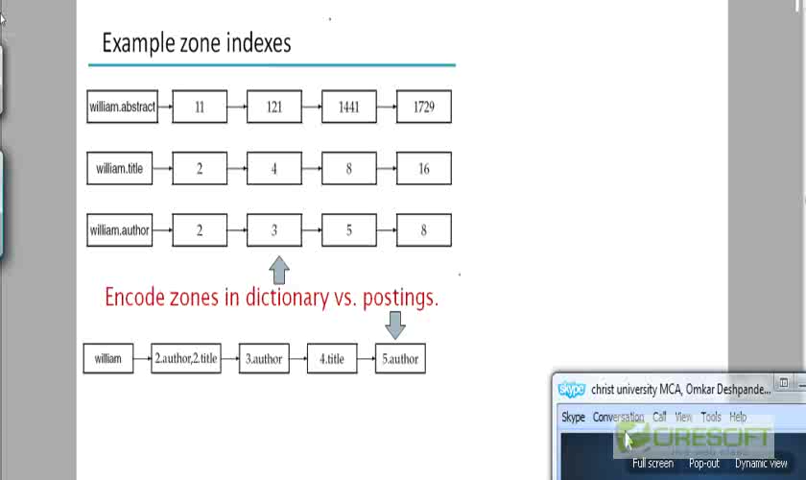 Example zone indexes
william.abstract 11 121 1441 1729
william.title 2 4 8 16
william.author 2 3 5 8
Encode zones in dictionary vs. postings.
william 2.author,2.title 3.author 4.title 5.author
skype christ university MCA, Omkar Deshpande...
Skype Conversation Call View Tools Help
CIRESOFT
Full screen Pop-out Dynamic view